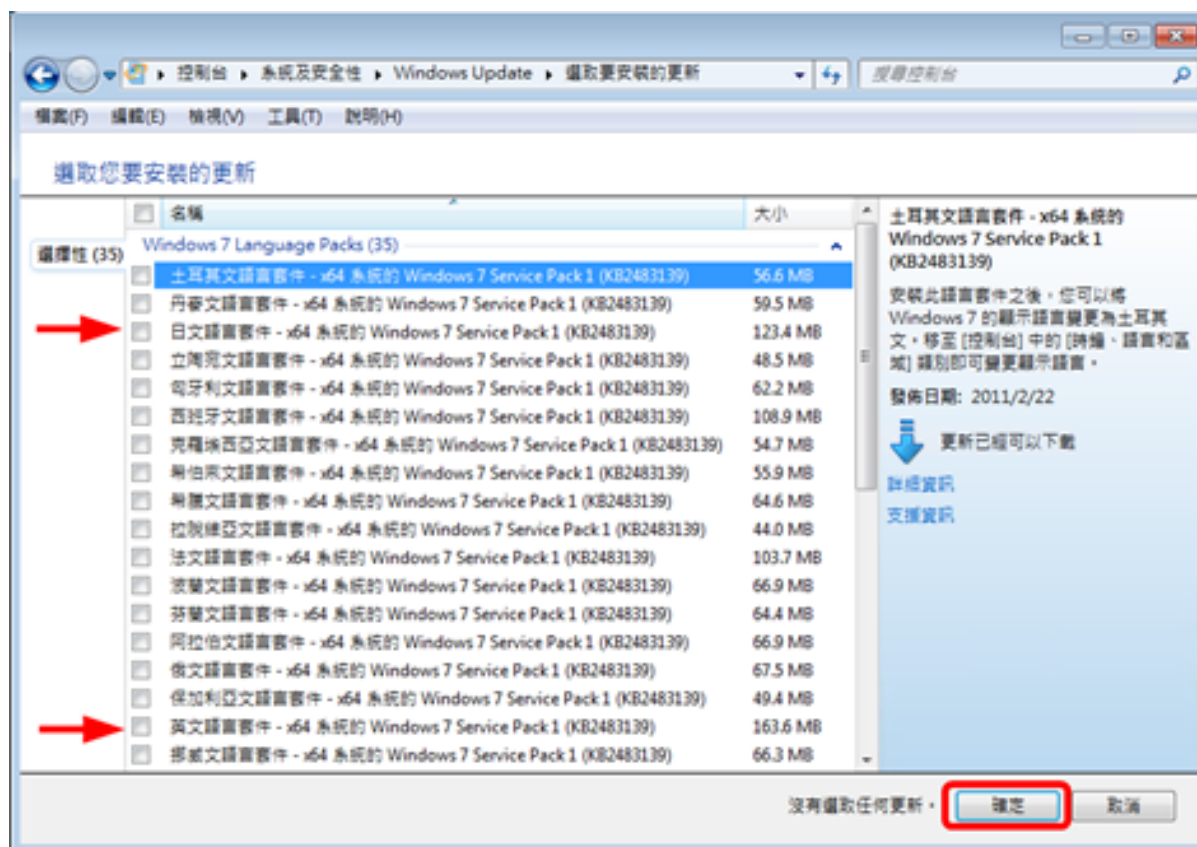 控制台 ▸ 系統及安全性 ▸ Windows Update ▸ 選取要安裝的更新
搜尋控制台
檔案(F) 編輯(E) 檢視(V) 工具(T) 說明(H)
選取您要安裝的更新
選擇性 (35)
名稱 大小
Windows 7 Language Packs (35)
土耳其文語言套件 - x64 系統的 Windows 7 Service Pack 1 (KB2483139) 56.6 MB
丹麥文語言套件 - x64 系統的 Windows 7 Service Pack 1 (KB2483139) 59.5 MB
日文語言套件 - x64 系統的 Windows 7 Service Pack 1 (KB2483139) 123.4 MB
立陶宛文語言套件 - x64 系統的 Windows 7 Service Pack 1 (KB2483139) 48.5 MB
匈牙利文語言套件 - x64 系統的 Windows 7 Service Pack 1 (KB2483139) 62.2 MB
西班牙文語言套件 - x64 系統的 Windows 7 Service Pack 1 (KB2483139) 108.9 MB
克羅埃西亞文語言套件 - x64 系統的 Windows 7 Service Pack 1 (KB2483139) 54.7 MB
希伯來文語言套件 - x64 系統的 Windows 7 Service Pack 1 (KB2483139) 55.9 MB
希臘文語言套件 - x64 系統的 Windows 7 Service Pack 1 (KB2483139) 64.6 MB
拉脫維亞文語言套件 - x64 系統的 Windows 7 Service Pack 1 (KB2483139) 44.0 MB
法文語言套件 - x64 系統的 Windows 7 Service Pack 1 (KB2483139) 103.7 MB
波蘭文語言套件 - x64 系統的 Windows 7 Service Pack 1 (KB2483139) 66.9 MB
芬蘭文語言套件 - x64 系統的 Windows 7 Service Pack 1 (KB2483139) 64.4 MB
阿拉伯文語言套件 - x64 系統的 Windows 7 Service Pack 1 (KB2483139) 66.9 MB
俄文語言套件 - x64 系統的 Windows 7 Service Pack 1 (KB2483139) 67.5 MB
保加利亞文語言套件 - x64 系統的 Windows 7 Service Pack 1 (KB2483139) 49.4 MB
英文語言套件 - x64 系統的 Windows 7 Service Pack 1 (KB2483139) 163.6 MB
挪威文語言套件 - x64 系統的 Windows 7 Service Pack 1 (KB2483139) 66.3 MB
土耳其文語言套件 - x64 系統的
Windows 7 Service Pack 1
(KB2483139)
安裝此語言套件之後，您可以將
Windows 7 的顯示語言變更為土耳其
文。移至 [控制台] 中的 [時鐘、語言和區
域] 類別即可變更顯示語言。
發佈日期: 2011/2/22
更新已經可以下載
詳細資訊
支援資訊
沒有選取任何更新。 確定 取消